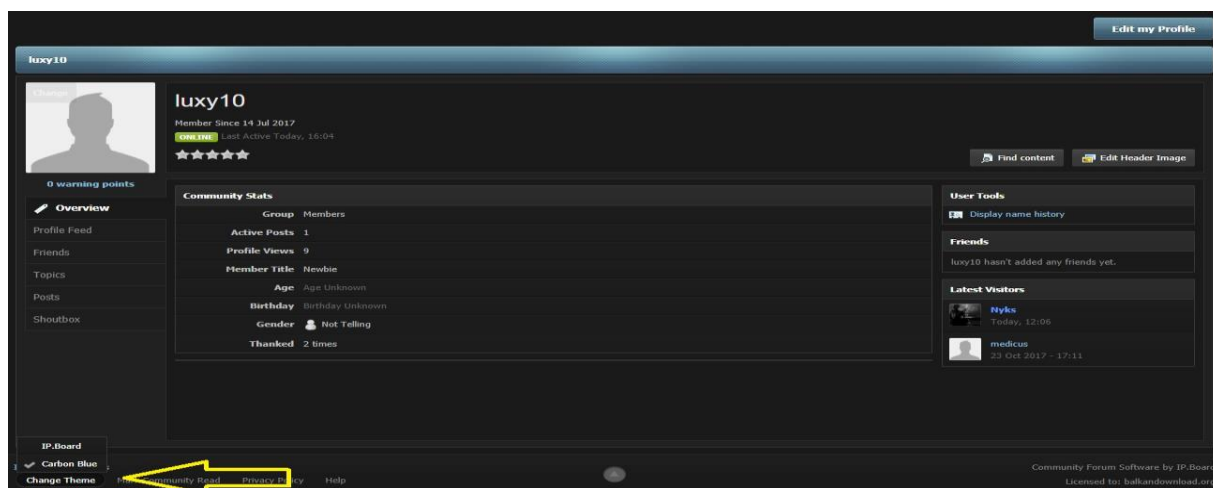 Edit my Profile
luxy10
Change
luxy10
Member Since 14 Jul 2017
ONLINE Last Active Today, 16:04
Find content
Edit Header Image
0 warning points
Overview
Profile Feed
Friends
Topics
Posts
Shoutbox
Community Stats
Group Members
Active Posts 1
Profile Views 9
Member Title Newbie
Age Age Unknown
Birthday Birthday Unknown
Gender Not Telling
Thanked 2 times
User Tools
Display name history
Friends
luxy10 hasn't added any friends yet.
Latest Visitors
Nyks
Today, 12:06
medicus
23 Oct 2017 - 17:11
IP.Board
Carbon Blue
Change Theme
Community Read
Privacy Policy
Help
Community Forum Software by IP.Board
Licensed to: balkandownload.org